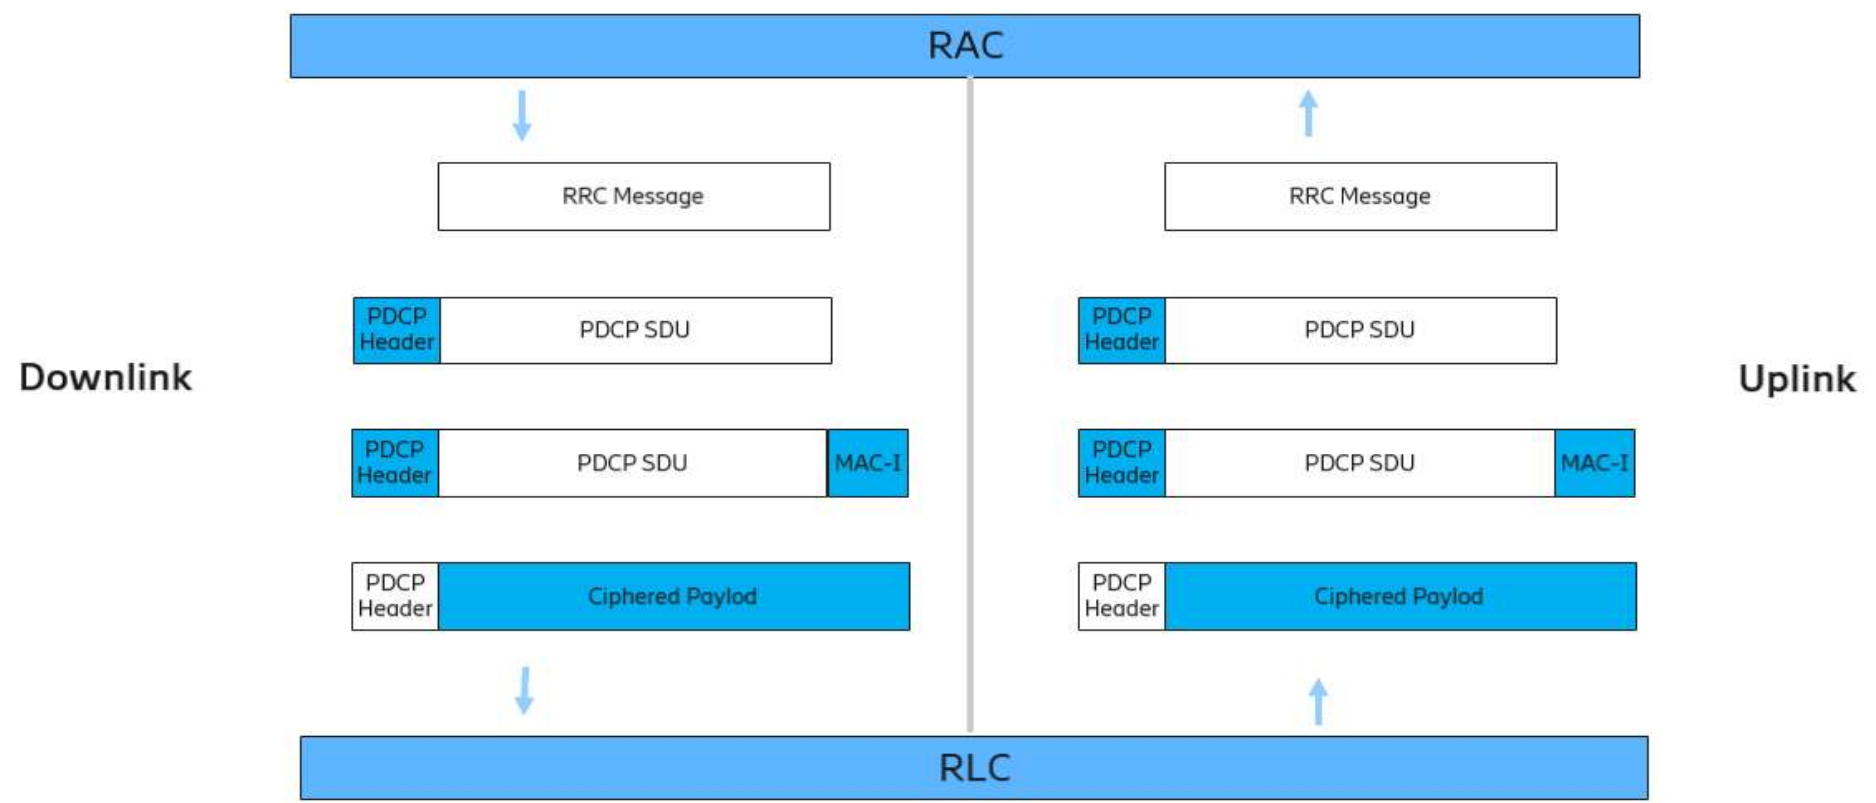 RAC
RRC Message
RRC Message
PDCP
Header
PDCP SDU
PDCP
Header
PDCP SDU
Downlink
Uplink
PDCP
Header
PDCP SDU
MAC-I
PDCP
Header
PDCP SDU
MAC-I
PDCP
Header
Ciphered Paylod
PDCP
Header
Ciphered Paylod
RLC